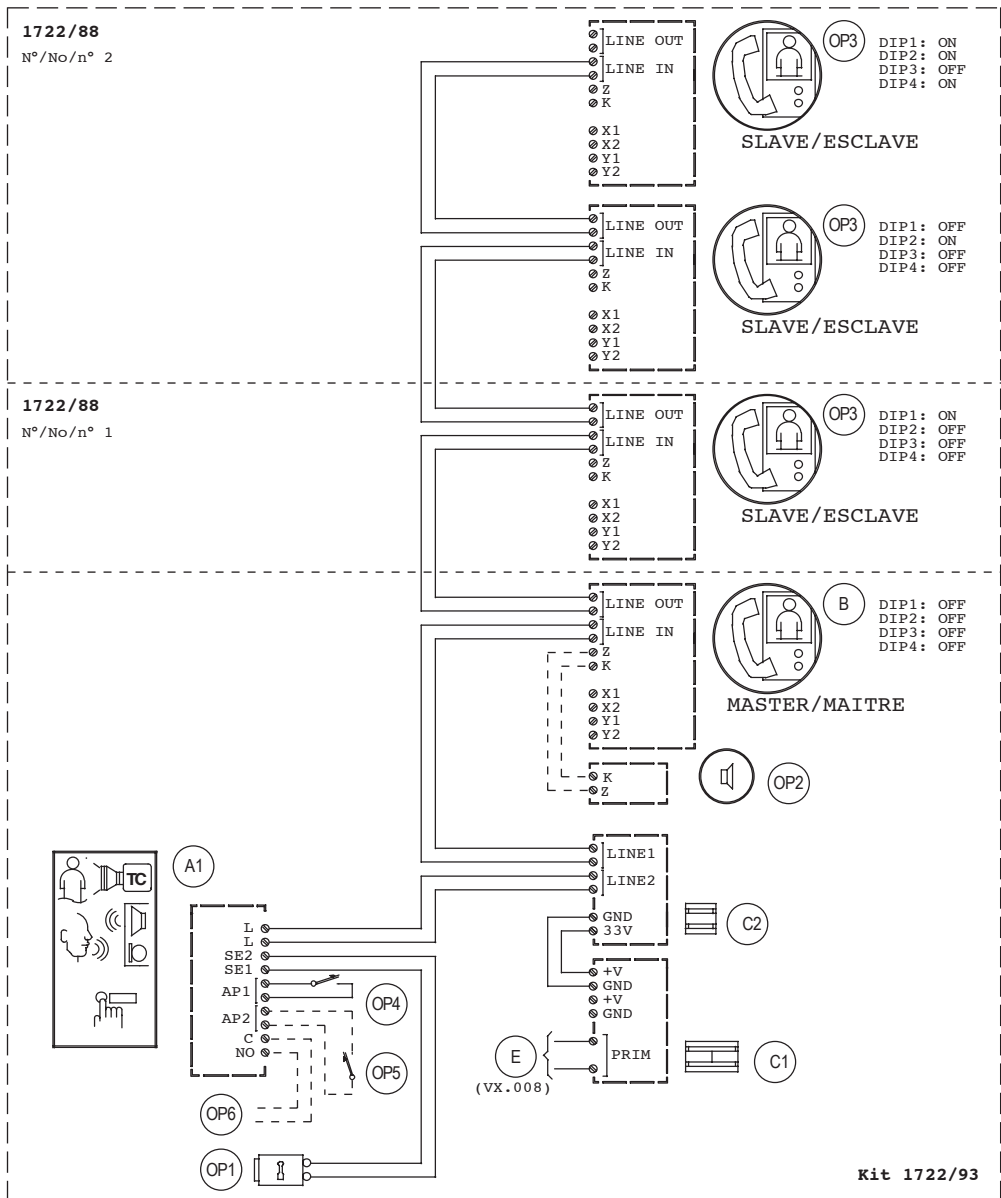 1722/88
N°/No/n° 2
LINE OUT
LINE IN
Z
K
X1
X2
Y1
Y2
OP3
DIP1: ON
DIP2: ON
DIP3: OFF
DIP4: ON
SLAVE/ESCLAVE
LINE OUT
LINE IN
Z
K
X1
X2
Y1
Y2
OP3
DIP1: OFF
DIP2: ON
DIP3: OFF
DIP4: OFF
SLAVE/ESCLAVE
1722/88
N°/No/n° 1
LINE OUT
LINE IN
Z
K
X1
X2
Y1
Y2
OP3
DIP1: ON
DIP2: OFF
DIP3: OFF
DIP4: OFF
SLAVE/ESCLAVE
LINE OUT
LINE IN
Z
K
X1
X2
Y1
Y2
B
DIP1: OFF
DIP2: OFF
DIP3: OFF
DIP4: OFF
MASTER/MAITRE
K
Z
OP2
A1
TC
L
L
SE2
SE1
AP1
AP2
C
NO
OP4
OP5
OP6
OP1
LINE1
LINE2
GND
33V
C2
+V
GND
+V
GND
PRIM
C1
E
(VX.008)
Kit 1722/93